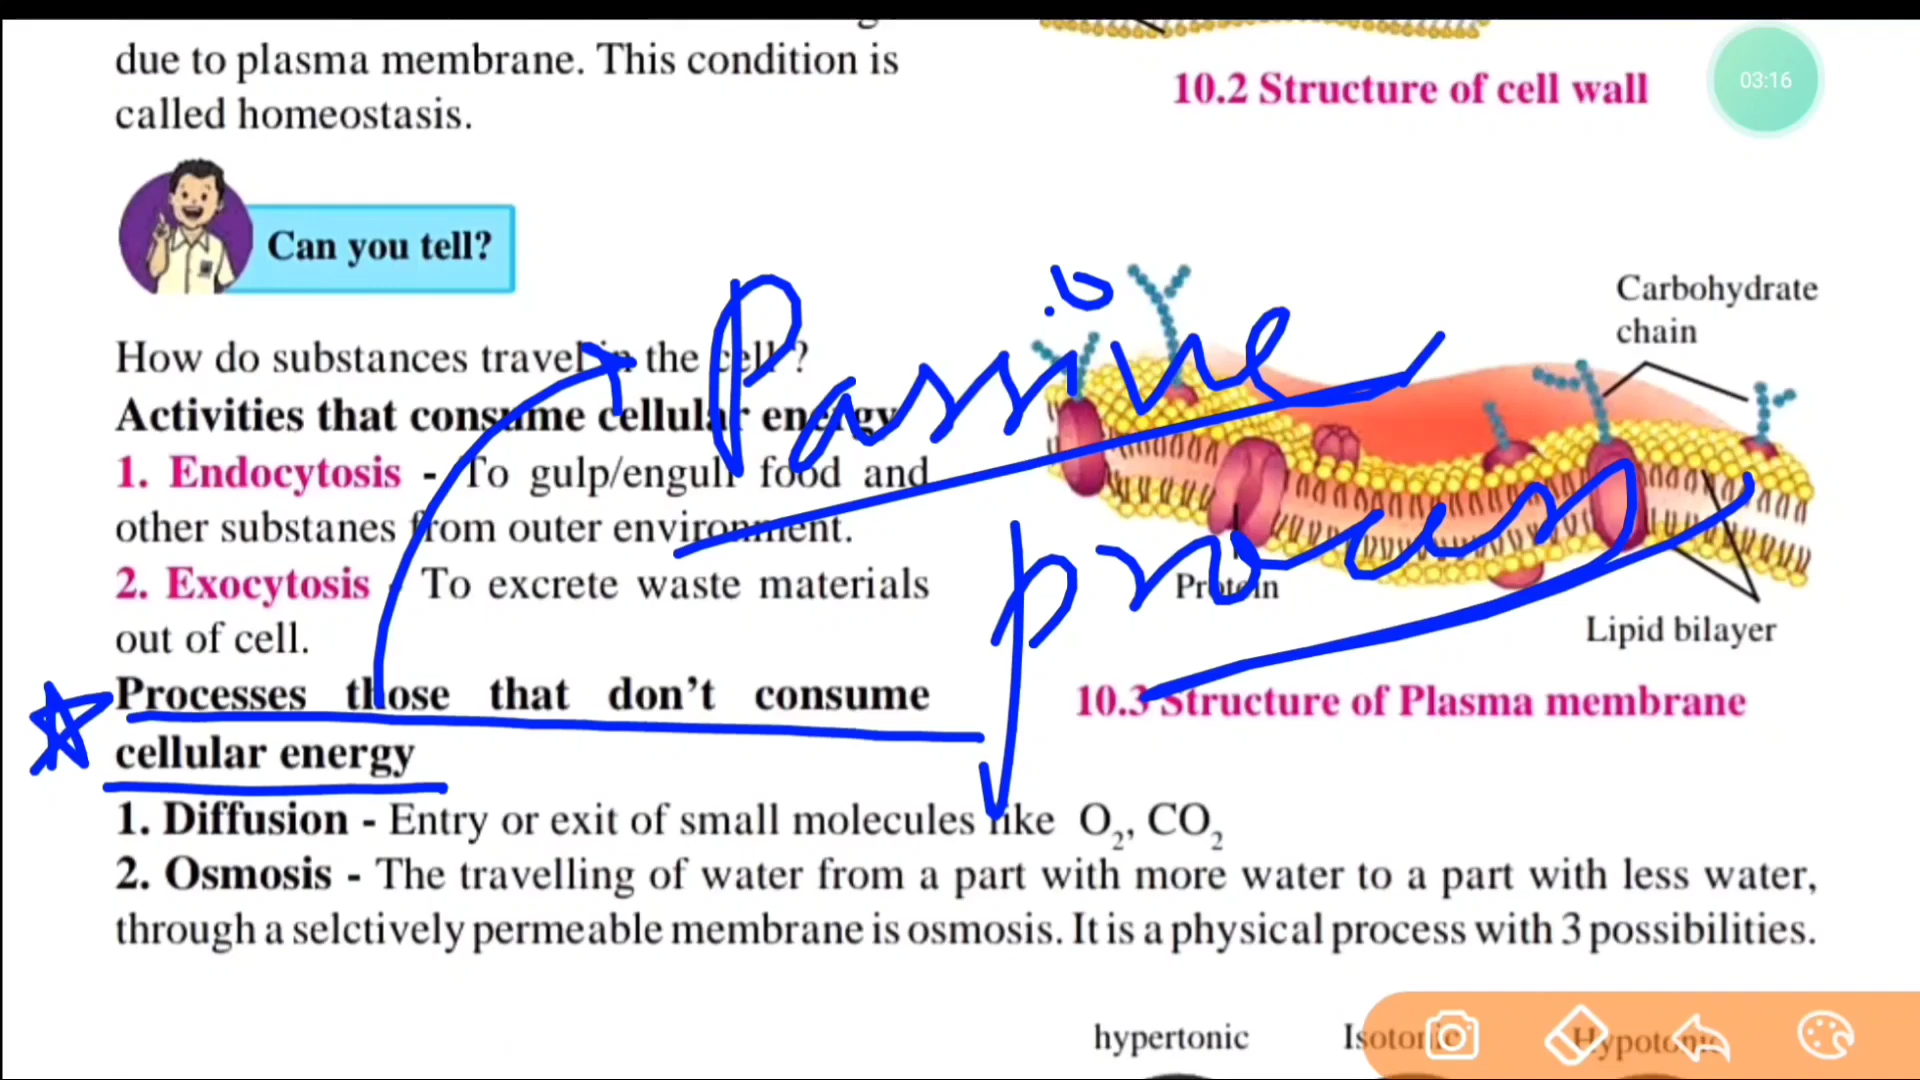 due to plasma membrane. This condition is
called homeostasis.
10.2 Structure of cell wall
03:16
Can you tell?
How do substances travel in the cell ?
Activities that consume cellular energy
1. Endocytosis - To gulp/engulf food and
other substanes from outer environment.
2. Exocytosis - To excrete waste materials
out of cell.
Processes those that don't consume
cellular energy
Passive
process
Carbohydrate
chain
Protein
Lipid bilayer
10.3 Structure of Plasma membrane
1. Diffusion - Entry or exit of small molecules like O₂, CO₂
2. Osmosis - The travelling of water from a part with more water to a part with less water,
through a selctively permeable membrane is osmosis. It is a physical process with 3 possibilities.
hypertonic Isotonic Hypotonic